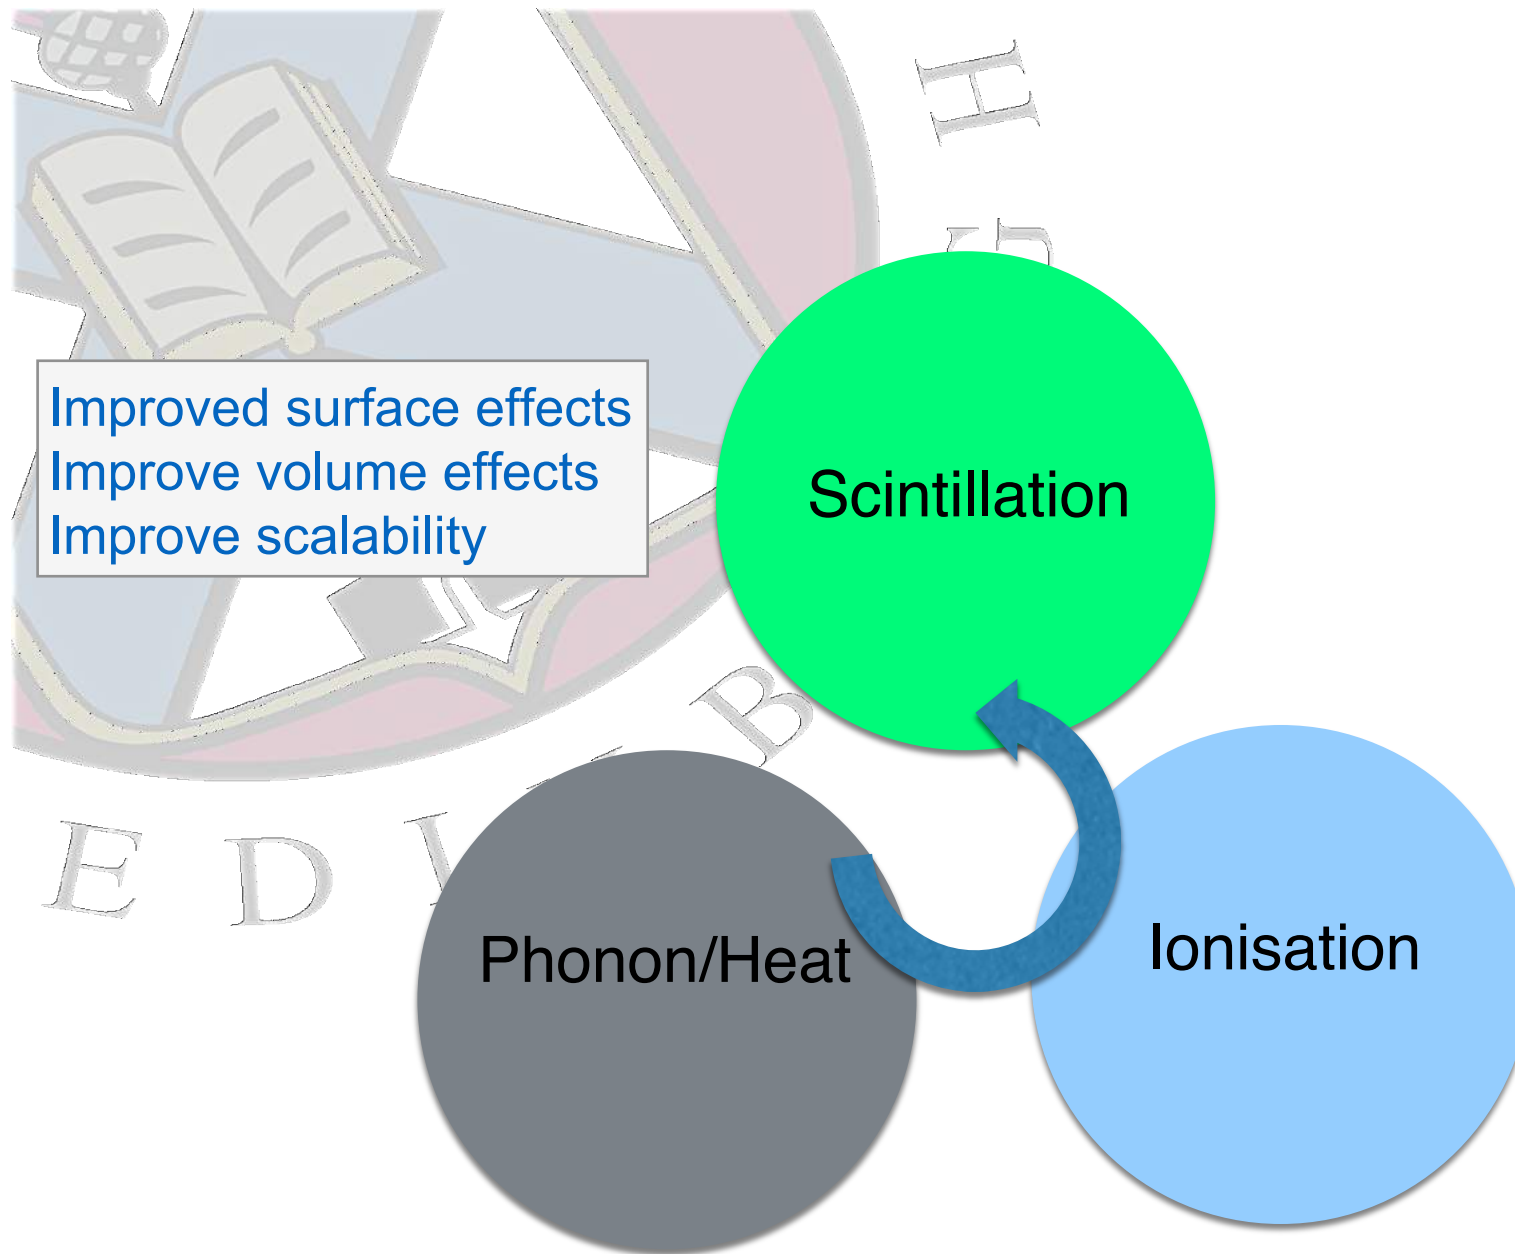 H
G
Improved surface effects
Improve volume effects
Improve scalability
Scintillation
B
E D I
Phonon/Heat
Ionisation